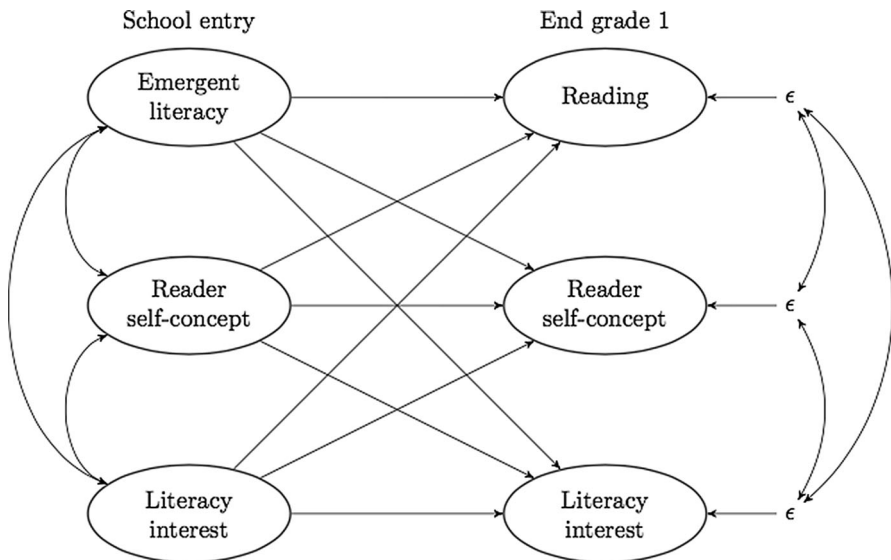 School entry
End grade 1
Emergent
literacy
Reading
ϵ
Reader
self-concept
Reader
self-concept
ϵ
Literacy
interest
Literacy
interest
ϵ